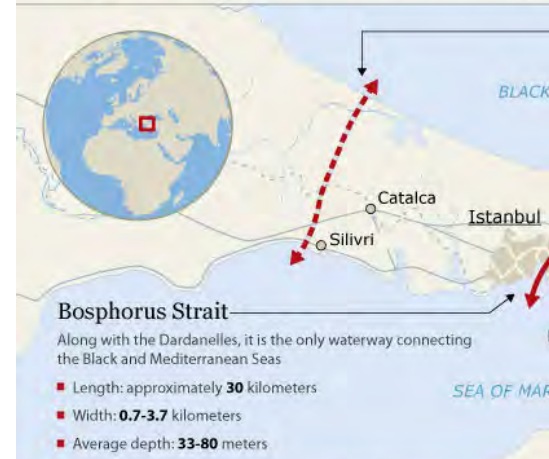 BLACK
Catalca
Istanbul
Silivri
Bosphorus Strait
Along with the Dardanelles, it is the only waterway connecting
the Black and Mediterranean Seas
Length: approximately 30 kilometers
SEA OF MAR
Width: 0.7-3.7 kilometers
Average depth: 33-80 meters